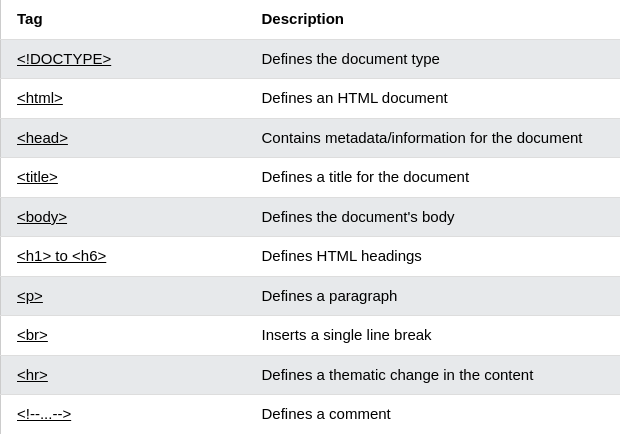 Tag Description
<!DOCTYPE> Defines the document type
<html> Defines an HTML document
<head> Contains metadata/information for the document
<title> Defines a title for the document
<body> Defines the document's body
<h1> to <h6> Defines HTML headings
<p> Defines a paragraph
<br> Inserts a single line break
<hr> Defines a thematic change in the content
<!--...--> Defines a comment